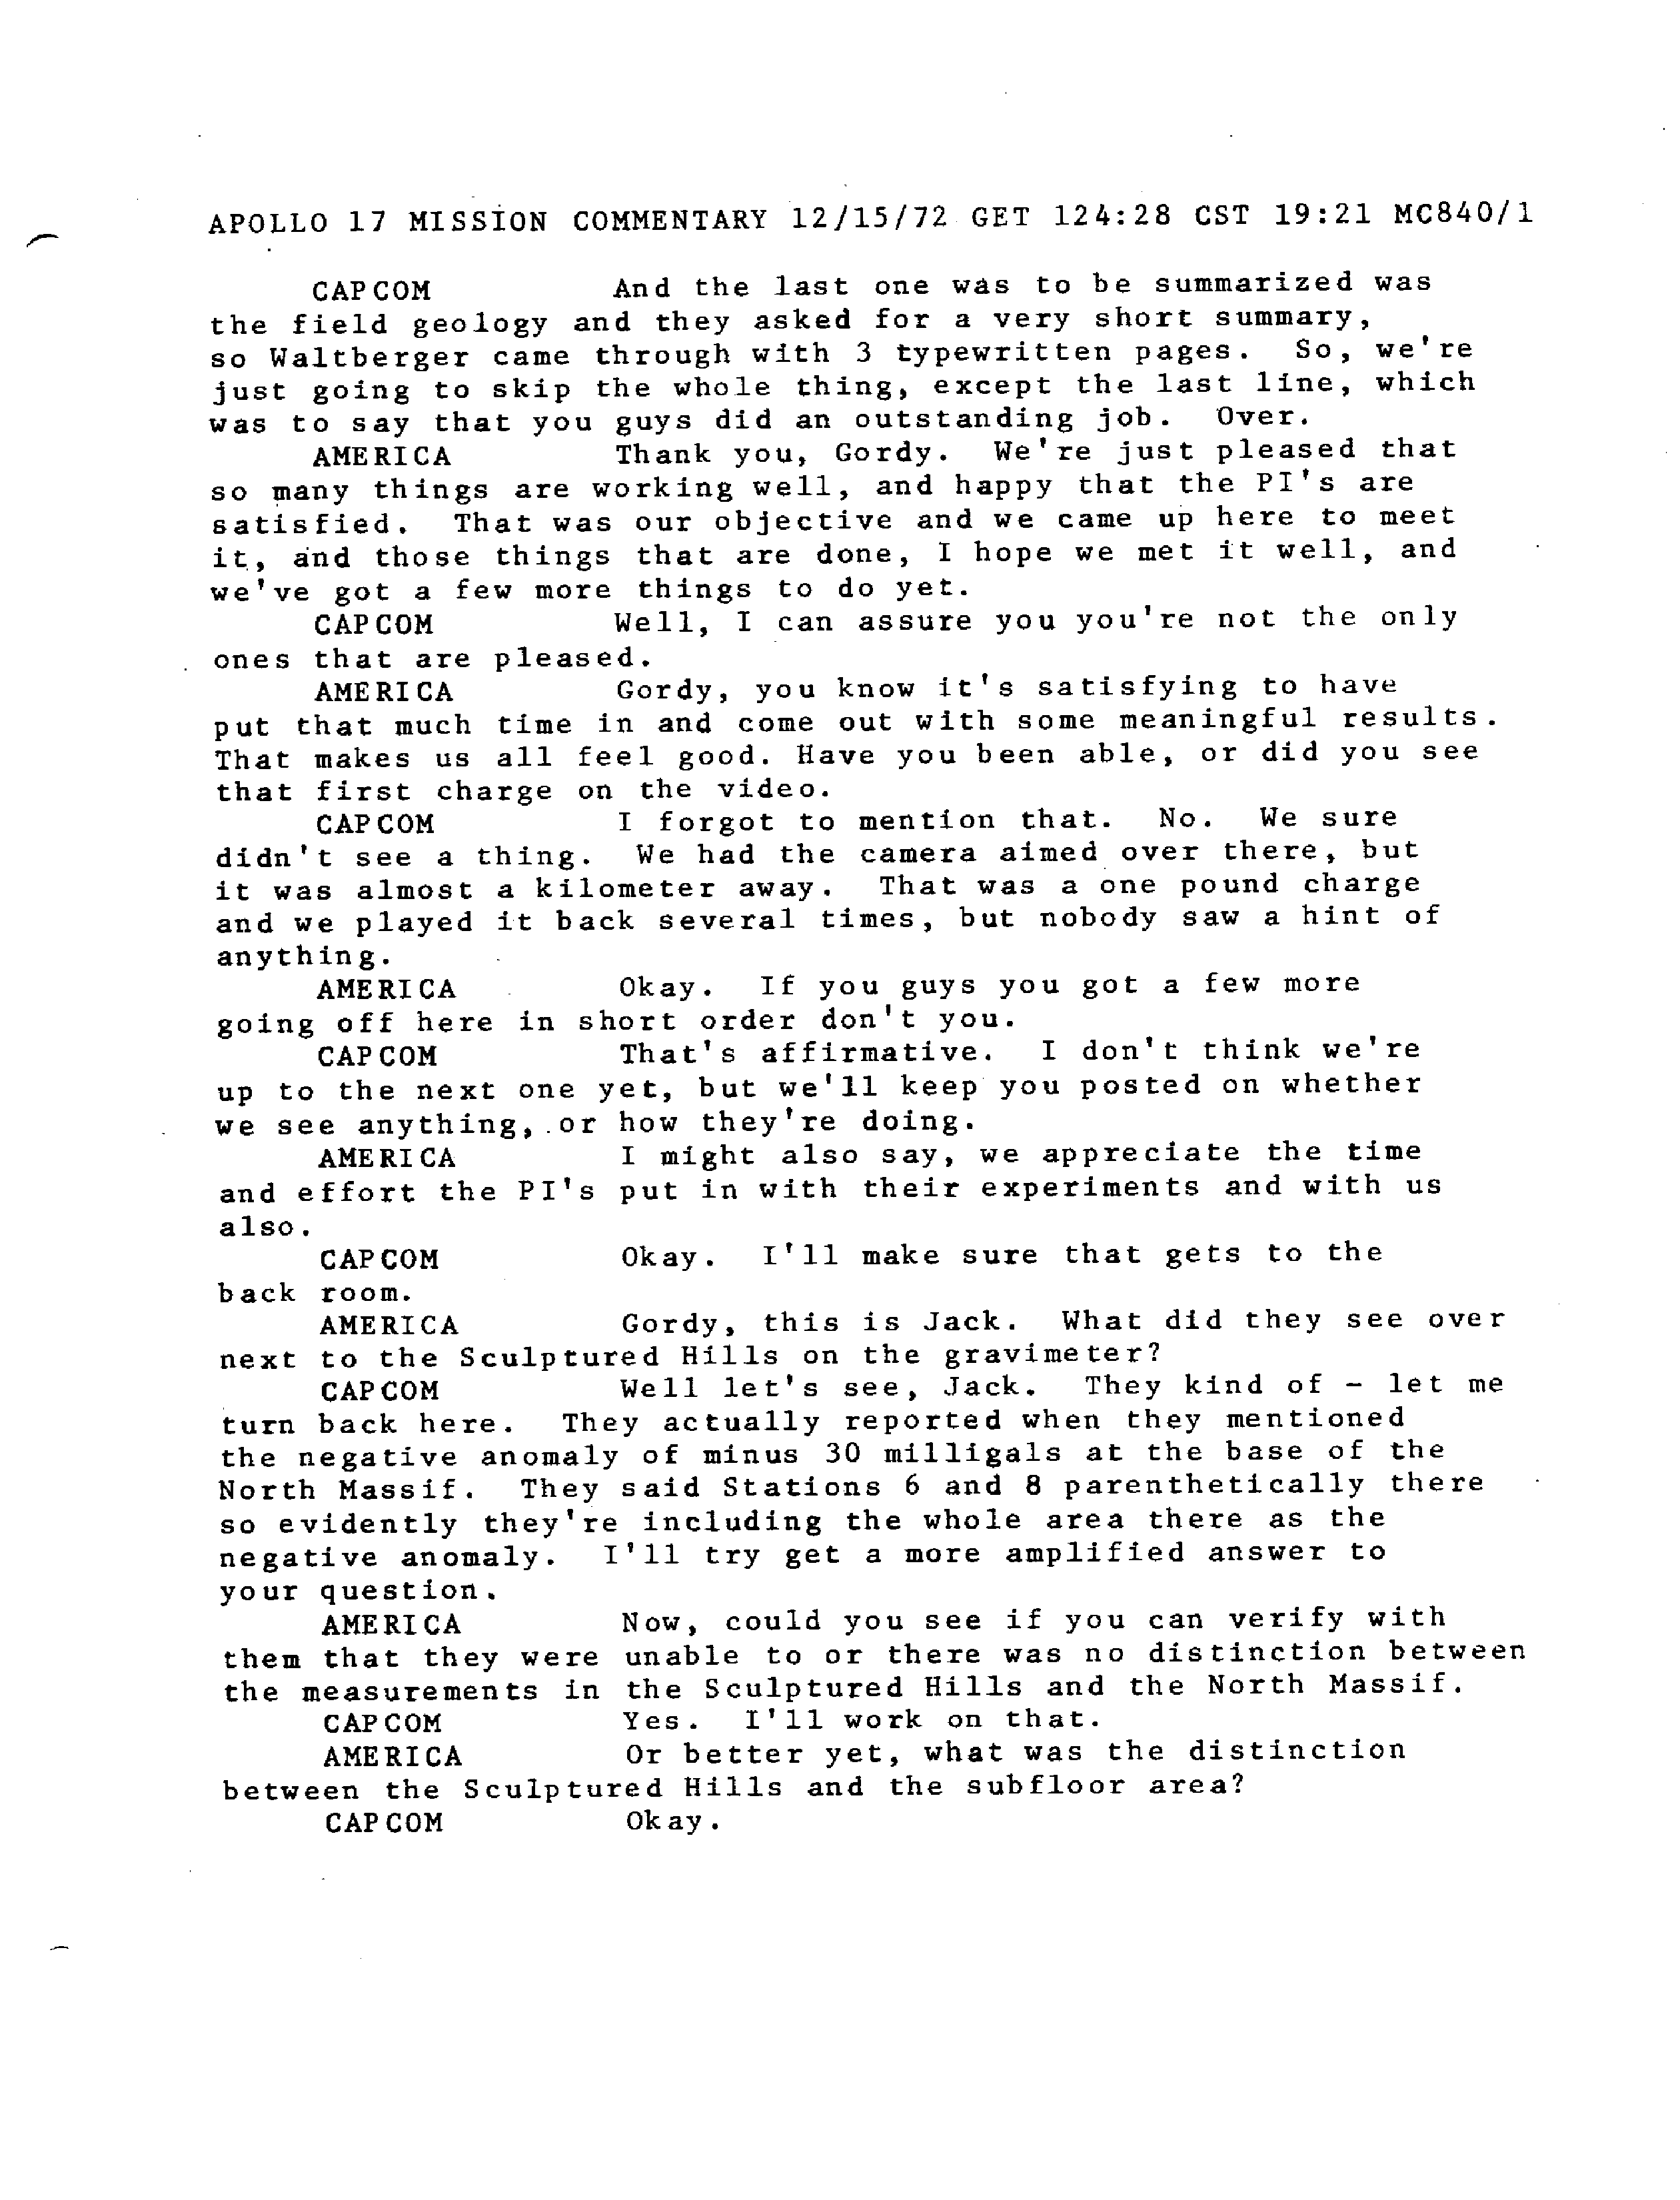 APOLLO 17 MISSION COMMENTARY 12/15/72 GET 124:28 CST 19:21 MC840/1
CAPCOM And the last one was to be summarized was
the field geology and they asked for a very short summary,
so Waltberger came through with 3 typewritten pages. So, we're
just going to skip the whole thing, except the last line, which
was to say that you guys did an outstanding job. Over.
AMERICA Thank you, Gordy. We're just pleased that
so many things are working well, and happy that the PI's are
satisfied. That was our objective and we came up here to meet
it, and those things that are done, I hope we met it well, and
we've got a few more things to do yet.
CAPCOM Well, I can assure you you're not the only
ones that are pleased.
AMERICA Gordy, you know it's satisfying to have
put that much time in and come out with some meaningful results.
That makes us all feel good. Have you been able, or did you see
that first charge on the video.
CAPCOM I forgot to mention that. No. We sure
didn't see a thing. We had the camera aimed over there, but
it was almost a kilometer away. That was a one pound charge
and we played it back several times, but nobody saw a hint of
anything.
AMERICA Okay. If you guys you got a few more
going off here in short order don't you.
CAPCOM That's affirmative. I don't think we're
up to the next one yet, but we'll keep you posted on whether
we see anything, or how they're doing.
AMERICA I might also say, we appreciate the time
and effort the PI's put in with their experiments and with us
also.
CAPCOM Okay. I'll make sure that gets to the
back room.
AMERICA Gordy, this is Jack. What did they see over
next to the Sculptured Hills on the gravimeter?
CAPCOM Well let's see, Jack. They kind of - let me
turn back here. They actually reported when they mentioned
the negative anomaly of minus 30 milligals at the base of the
North Massif. They said Stations 6 and 8 parenthetically there
so evidently they're including the whole area there as the
negative anomaly. I'll try get a more amplified answer to
your question.
AMERICA Now, could you see if you can verify with
them that they were unable to or there was no distinction between
the measurements in the Sculptured Hills and the North Massif.
CAPCOM Yes. I'll work on that.
AMERICA Or better yet, what was the distinction
between the Sculptured Hills and the subfloor area?
CAPCOM Okay.